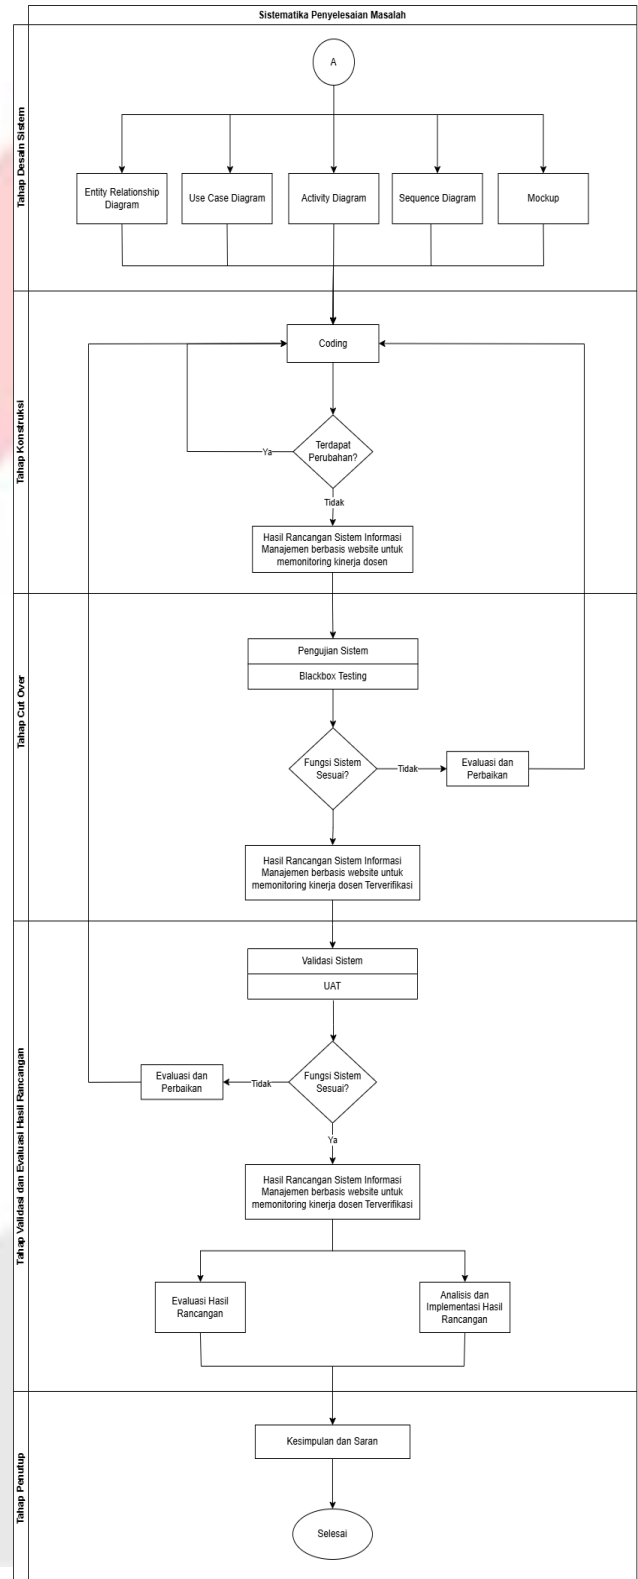 Sistematika Penyelesaian Masalah
Tahap Desain Sistem
A
Entity Relationship
Diagram
Use Case Diagram
Activity Diagram
Sequence Diagram
Mockup
Tahap Konstruksi
Coding
Terdapat
Perubahan?
Ya
Tidak
Hasil Rancangan Sistem Informasi
Manajemen berbasis website untuk
memonitoring kinerja dosen
Tahap Cut Over
Pengujian Sistem
Blackbox Testing
Fungsi Sistem
Sesuai?
Tidak
Evaluasi dan
Perbaikan
Hasil Rancangan Sistem Informasi
Manajemen berbasis website untuk
memonitoring kinerja dosen Terverifikasi
Tahap Validasi dan Evaluasi Hasil Rancangan
Validasi Sistem
UAT
Fungsi Sistem
Sesuai?
Tidak
Evaluasi dan
Perbaikan
Ya
Hasil Rancangan Sistem Informasi
Manajemen berbasis website untuk
memonitoring kinerja dosen Terverifikasi
Evaluasi Hasil
Rancangan
Analisis dan
Implementasi Hasil
Rancangan
Tahap Penutup
Kesimpulan dan Saran
Selesai